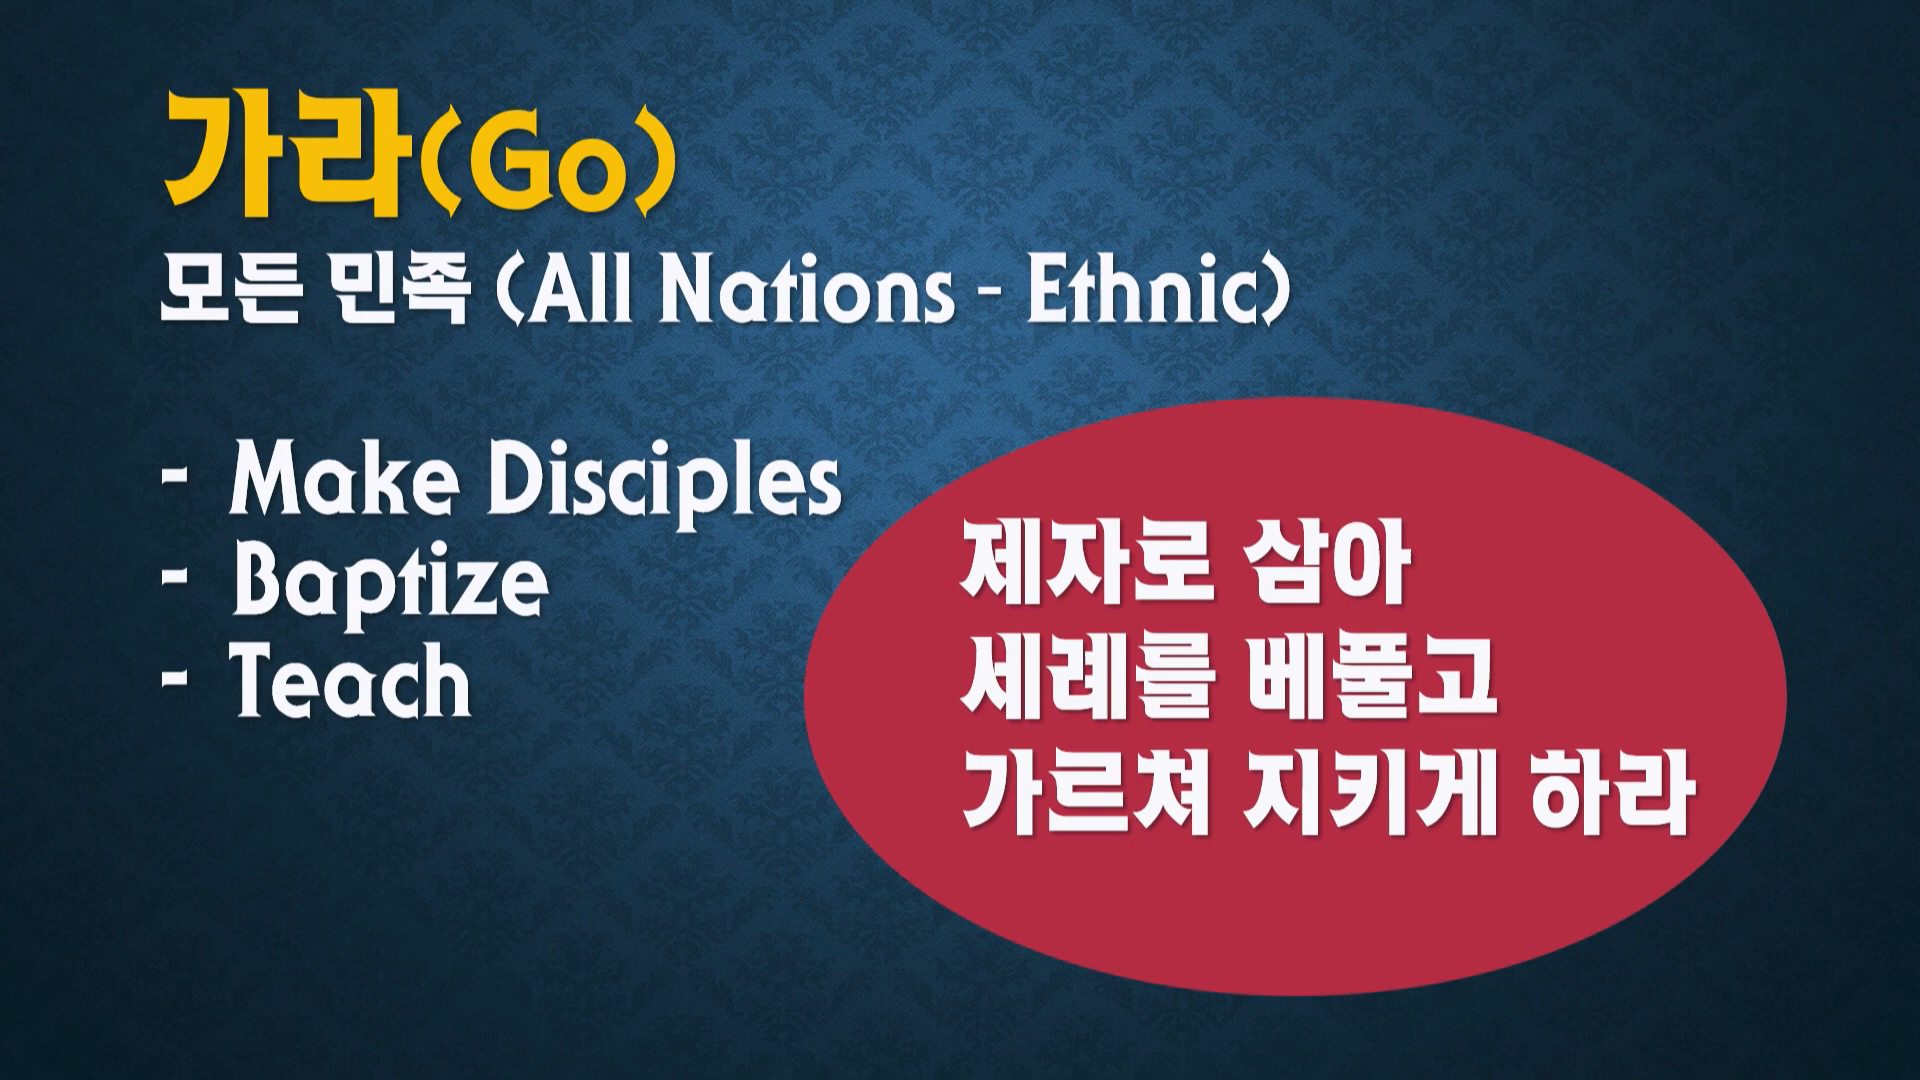 가라(Go)
모든 민족 (All Nations - Ethnic)
- Make Disciples
- Baptize
- Teach
제자로 삼아
세례를 베풀고
가르쳐 지키게 하라